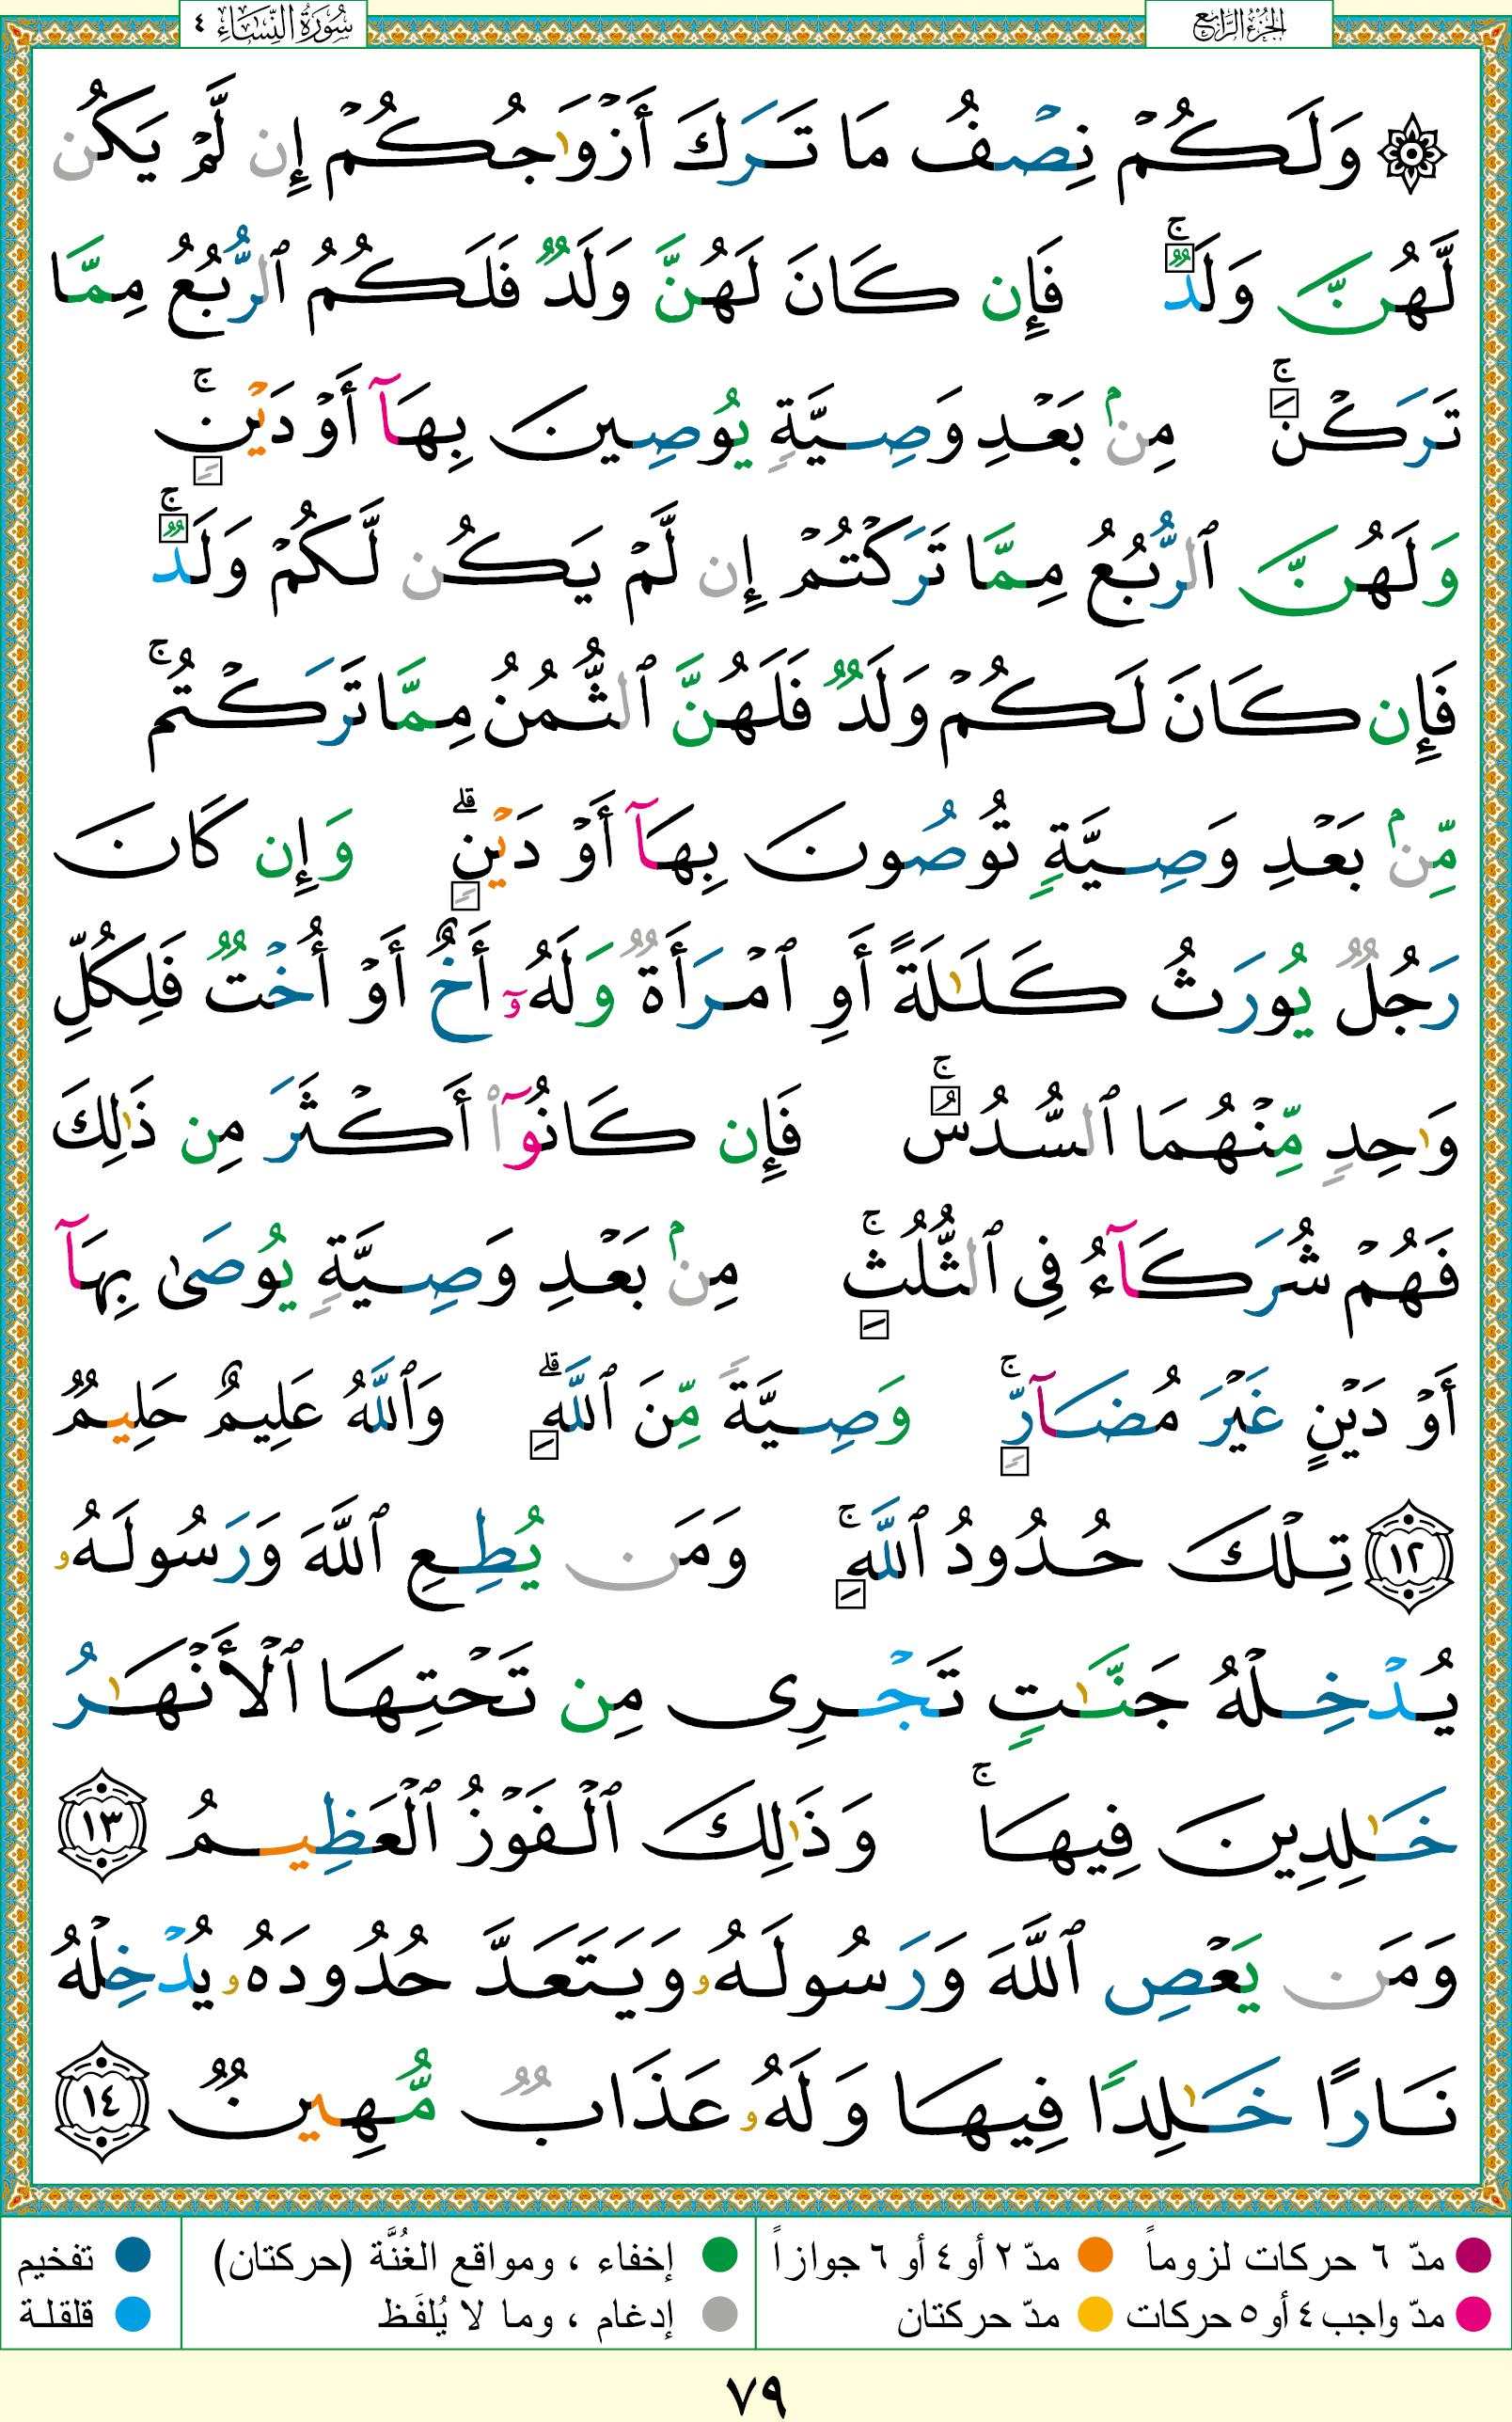 الجزء الرابع
سورة النساء ٤
۞ وَلَكُمۡ نِصۡفُ مَا تَرَكَ أَزۡوَٰجُكُمۡ إِن لَّمۡ يَكُن
لَّهُنَّ وَلَدٞۚ فَإِن كَانَ لَهُنَّ وَلَدٞ فَلَكُمُ ٱلرُّبُعُ مِمَّا
تَرَكۡنَۚ مِنۢ بَعۡدِ وَصِيَّةٖ يُوصِينَ بِهَآ أَوۡ دَيۡنٖۚ
وَلَهُنَّ ٱلرُّبُعُ مِمَّا تَرَكۡتُمۡ إِن لَّمۡ يَكُن لَّكُمۡ وَلَدٞۚ
فَإِن كَانَ لَكُمۡ وَلَدٞ فَلَهُنَّ ٱلثُّمُنُ مِمَّا تَرَكۡتُمۚ
مِّنۢ بَعۡدِ وَصِيَّةٖ تُوصُونَ بِهَآ أَوۡ دَيۡنٖۗ وَإِن كَانَ
رَجُلٞ يُورَثُ كَلَٰلَةً أَوِ ٱمۡرَأَةٞ وَلَهُۥٓ أَخٌ أَوۡ أُخۡتٞ فَلِكُلِّ
وَٰحِدٖ مِّنۡهُمَا ٱلسُّدُسُۚ فَإِن كَانُوٓاْ أَكۡثَرَ مِن ذَٰلِكَ
فَهُمۡ شُرَكَآءُ فِي ٱلثُّلُثِۚ مِنۢ بَعۡدِ وَصِيَّةٖ يُوصَىٰ بِهَآ
أَوۡ دَيۡنٍ غَيۡرَ مُضَآرّٖۚ وَصِيَّةٗ مِّنَ ٱللَّهِۗ وَٱللَّهُ عَلِيمٌ حَلِيمٞ
١٢ تِلۡكَ حُدُودُ ٱللَّهِۚ وَمَن يُطِعِ ٱللَّهَ وَرَسُولَهُۥ
يُدۡخِلۡهُ جَنَّٰتٖ تَجۡرِي مِن تَحۡتِهَا ٱلۡأَنۡهَٰرُ
خَٰلِدِينَ فِيهَاۚ وَذَٰلِكَ ٱلۡفَوۡزُ ٱلۡعَظِيمُ ١٣
وَمَن يَعۡصِ ٱللَّهَ وَرَسُولَهُۥ وَيَتَعَدَّ حُدُودَهُۥ يُدۡخِلۡهُ
نَارًا خَٰلِدٗا فِيهَا وَلَهُۥ عَذَابٞ مُّهِينٞ ١٤
مدّ ٦ حركات لزوماً مدّ ٢ أو ٤ أو ٦ جوازاً إخفاء ، ومواقع الغُنَّة (حركتان) تفخيم
مدّ واجب ٤ أو ٥ حركات مدّ حركتان إدغام ، وما لا يُلفَظ قلقلة
٧٩